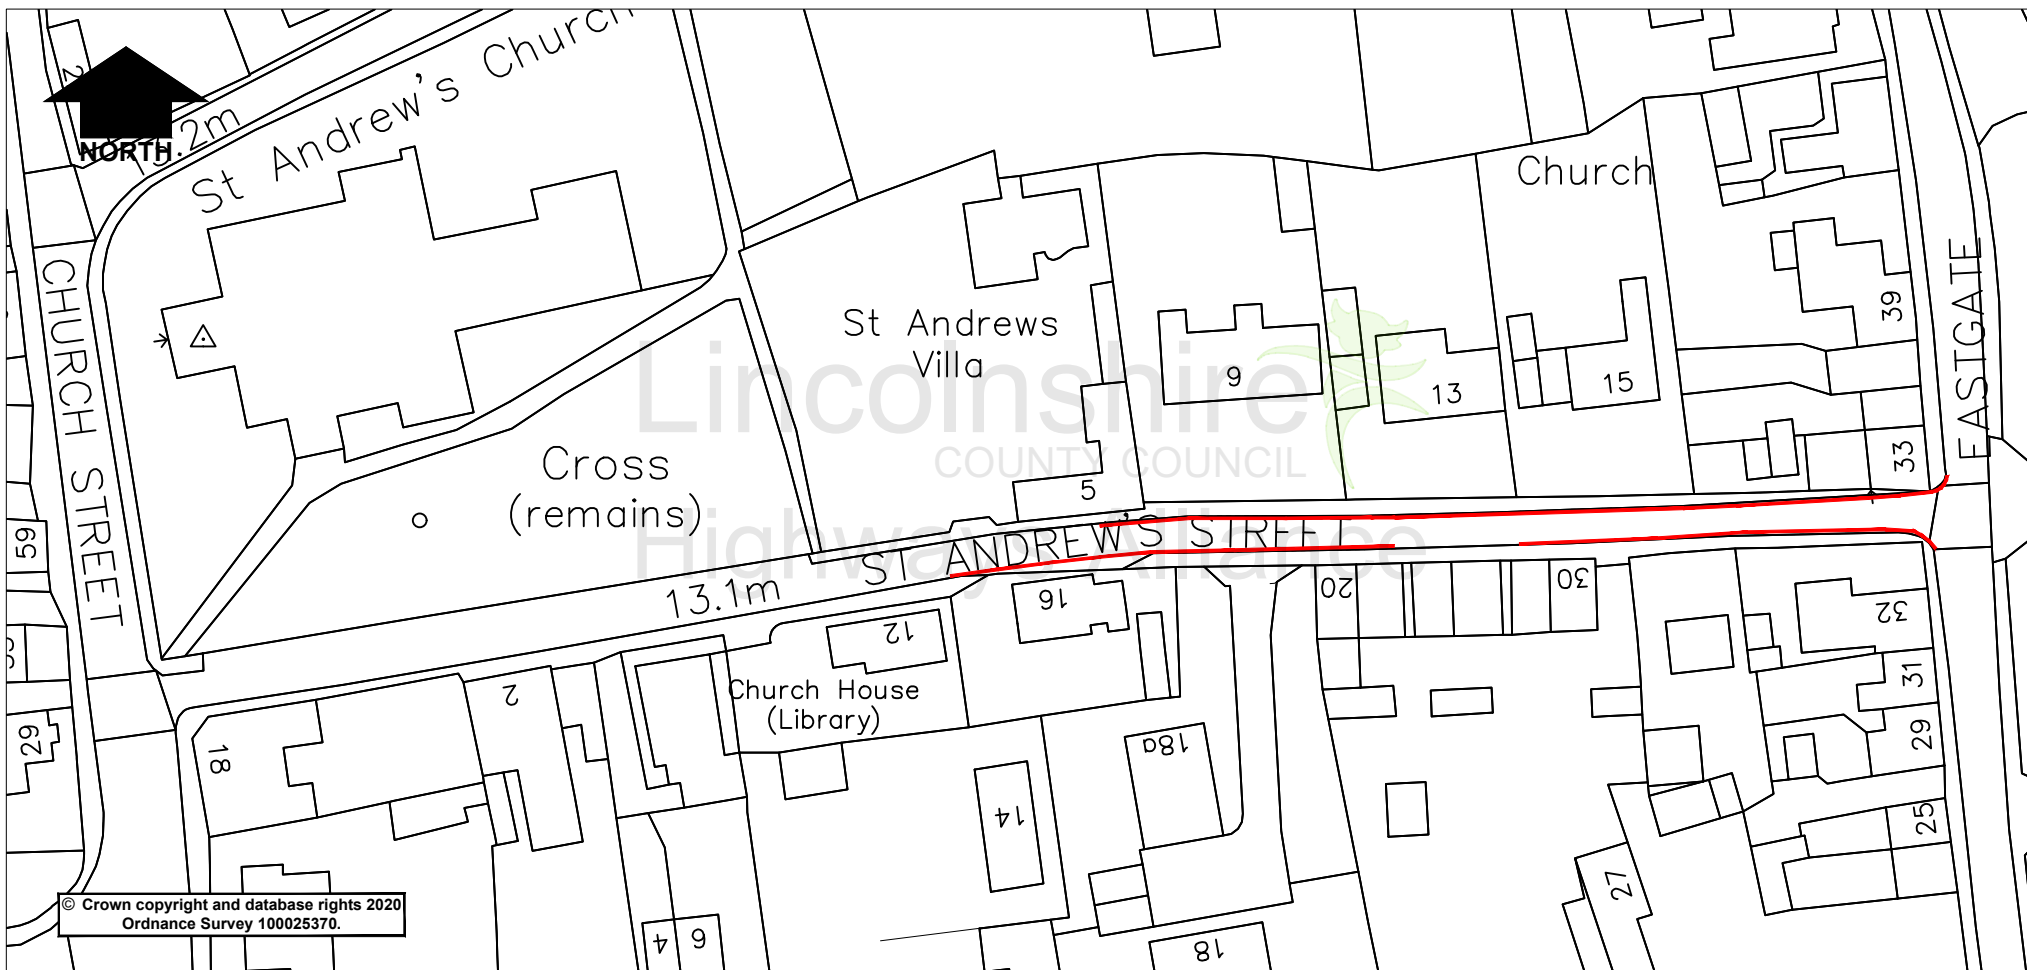 St Andrew's Church
NORTH
CHURCH STREET
Church
EASTGATE
39
St Andrews
Villa
Lincolnshire
COUNTY COUNCIL
Highways Alliance
9
13
15
33
Cross
(remains)
5
59
ST ANDREW'S STREET
13.1m
16
20
30
32
12
31
Church House
(Library)
2
29
18
18a
29
14
25
27
4
6
18
© Crown copyright and database rights 2020
Ordnance Survey 100025370.